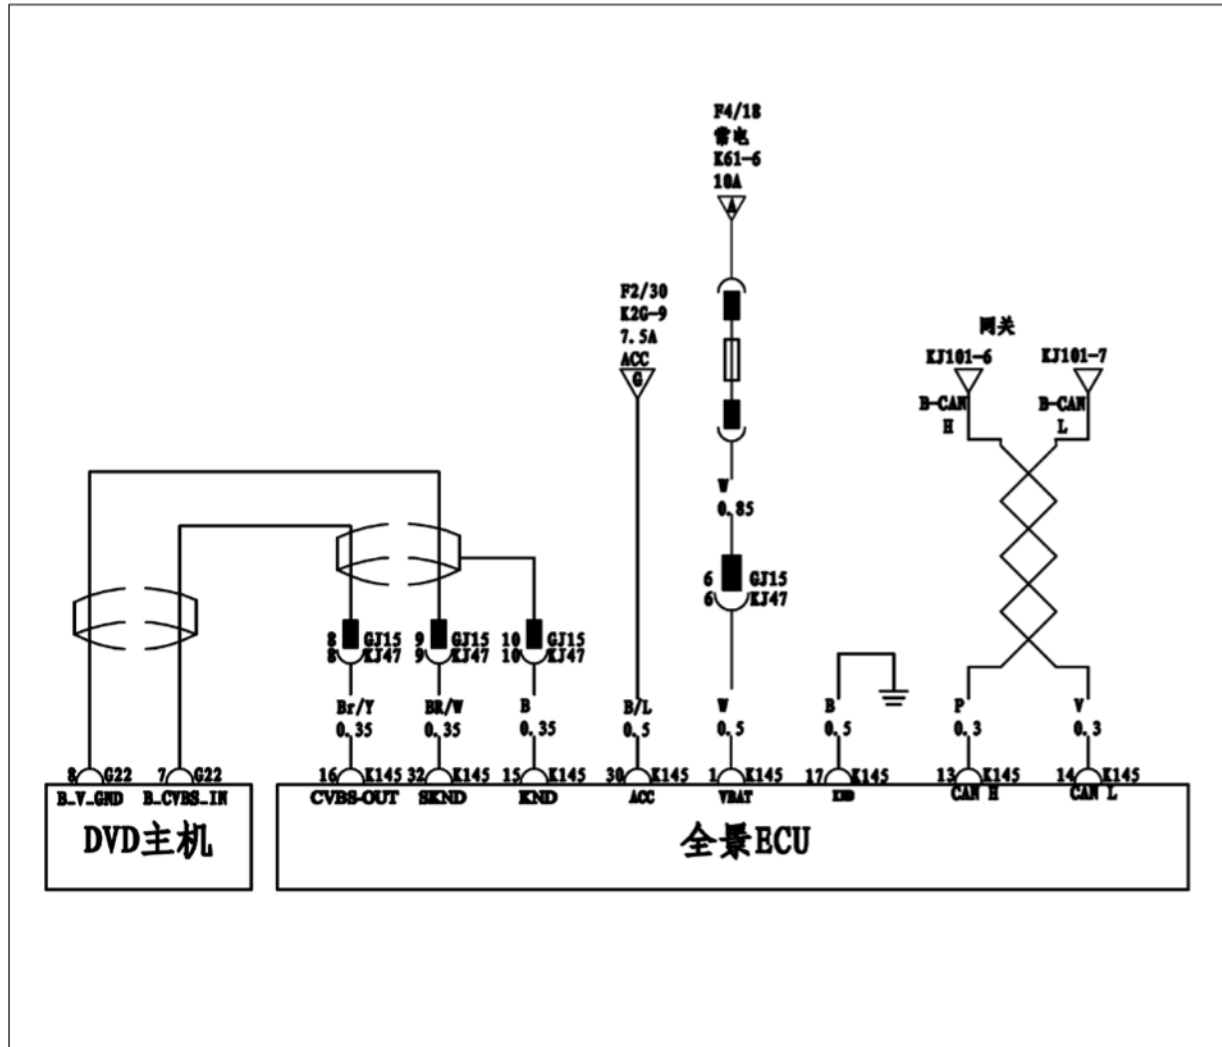 F4/18
常电
K61-6
10A
A
F2/30
K2G-9
7.5A
ACC
G
网关
KJ101-6
KJ101-7
B-CAN
H
B-CAN
L
W
0.85
6 GJ15
6 KJ47
8 GJ15
8 KJ47
9 GJ15
9 KJ47
10 GJ15
10 KJ47
Br/Y
0.35
BR/W
0.35
B
0.35
B/L
0.5
W
0.5
B
0.5
P
0.3
V
0.3
8 G22
7 G22
16 K145
32 K145
15 K145
30 K145
1 K145
17 K145
13 K145
14 K145
B_V_GND
B_CVBS_IN
CVBS-OUT
SKND
KND
ACC
VBAT
CAN H
CAN L
DVD主机
全景ECU